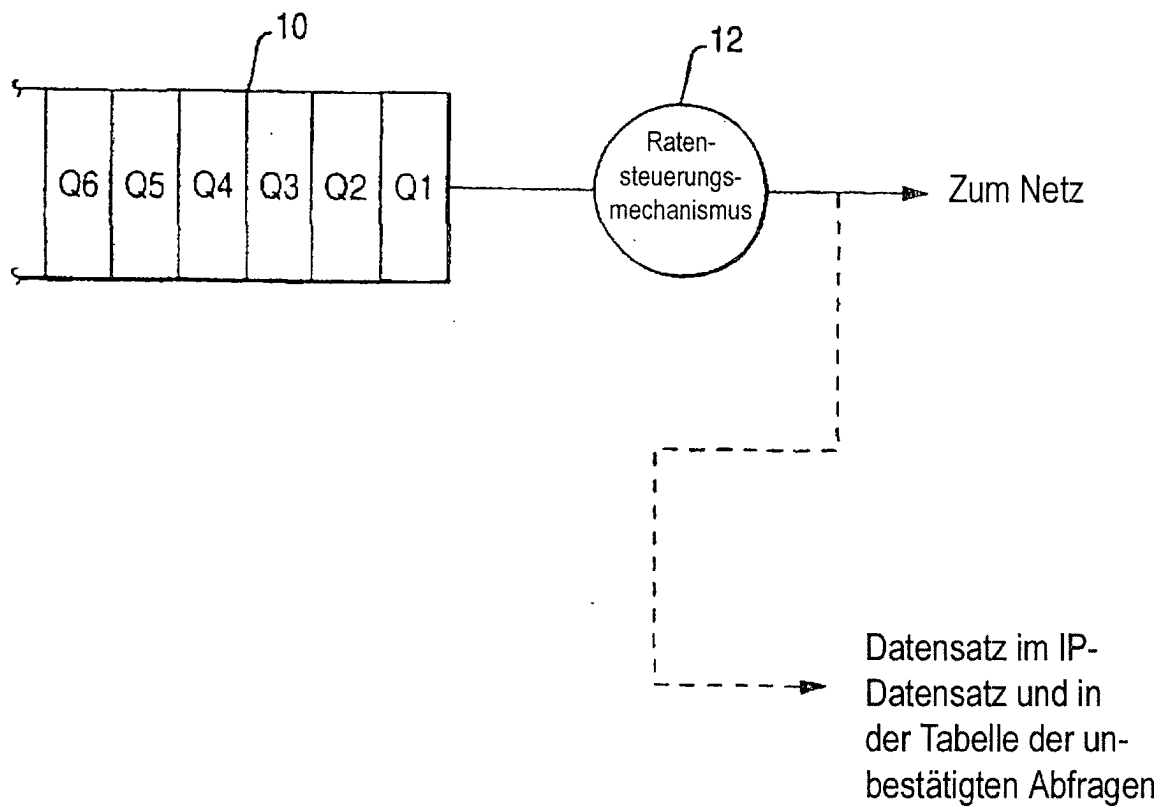 10
12
Q6 Q5 Q4 Q3 Q2 Q1
Raten-
steuerungs-
mechanismus
Zum Netz
Datensatz im IP-
Datensatz und in
der Tabelle der un-
bestätigten Abfragen